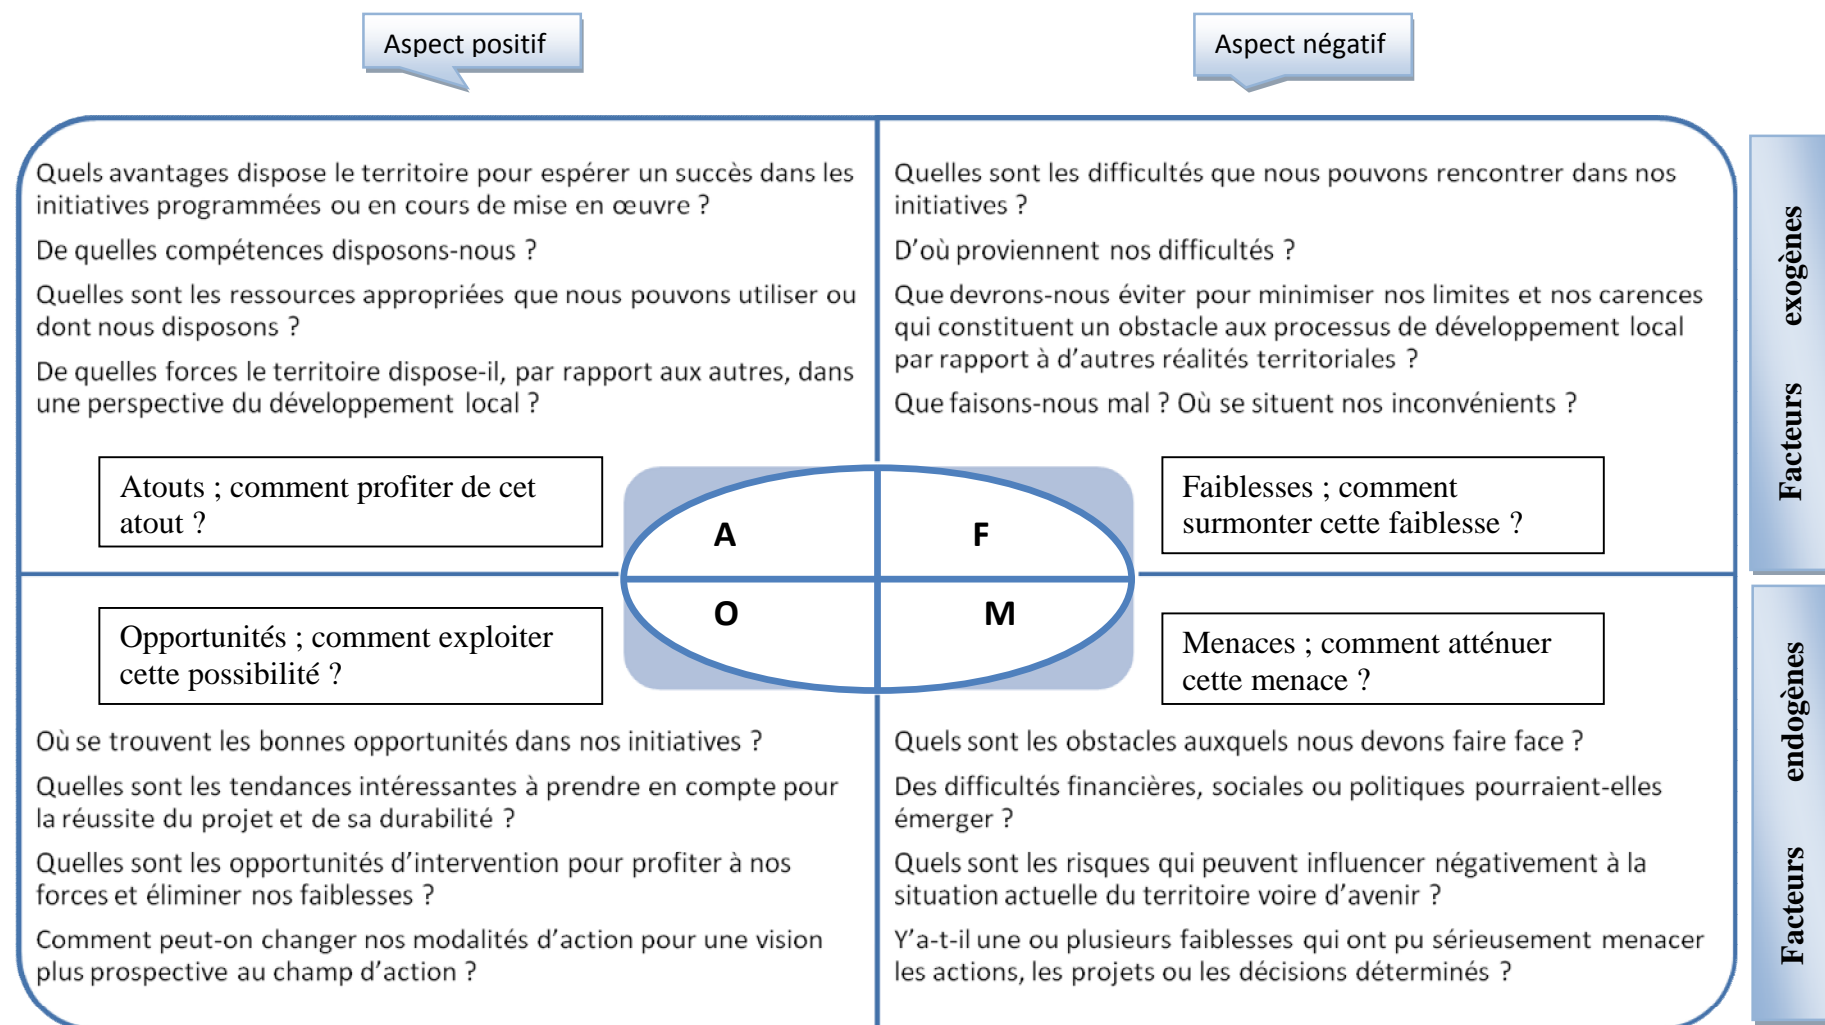 Aspect positif
Aspect négatif
Quels avantages dispose le territoire pour espérer un succès dans les
initiatives programmées ou en cours de mise en œuvre ?
De quelles compétences disposons-nous ?
Quelles sont les ressources appropriées que nous pouvons utiliser ou
dont nous disposons ?
De quelles forces le territoire dispose-il, par rapport aux autres, dans
une perspective du développement local ?
Atouts ; comment profiter de cet
atout ?
Quelles sont les difficultés que nous pouvons rencontrer dans nos
initiatives ?
D’où proviennent nos difficultés ?
Que devrons-nous éviter pour minimiser nos limites et nos carences
qui constituent un obstacle aux processus de développement local
par rapport à d’autres réalités territoriales ?
Que faisons-nous mal ? Où se situent nos inconvénients ?
Faiblesses ; comment
surmonter cette faiblesse ?
Facteurs exogènes
A
F
O
M
Opportunités ; comment exploiter
cette possibilité ?
Où se trouvent les bonnes opportunités dans nos initiatives ?
Quelles sont les tendances intéressantes à prendre en compte pour
la réussite du projet et de sa durabilité ?
Quelles sont les opportunités d’intervention pour profiter à nos
forces et éliminer nos faiblesses ?
Comment peut-on changer nos modalités d’action pour une vision
plus prospective au champ d’action ?
Menaces ; comment atténuer
cette menace ?
Quels sont les obstacles auxquels nous devons faire face ?
Des difficultés financières, sociales ou politiques pourraient-elles
émerger ?
Quels sont les risques qui peuvent influencer négativement à la
situation actuelle du territoire voire d’avenir ?
Y’a-t-il une ou plusieurs faiblesses qui ont pu sérieusement menacer
les actions, les projets ou les décisions déterminés ?
Facteurs endogènes